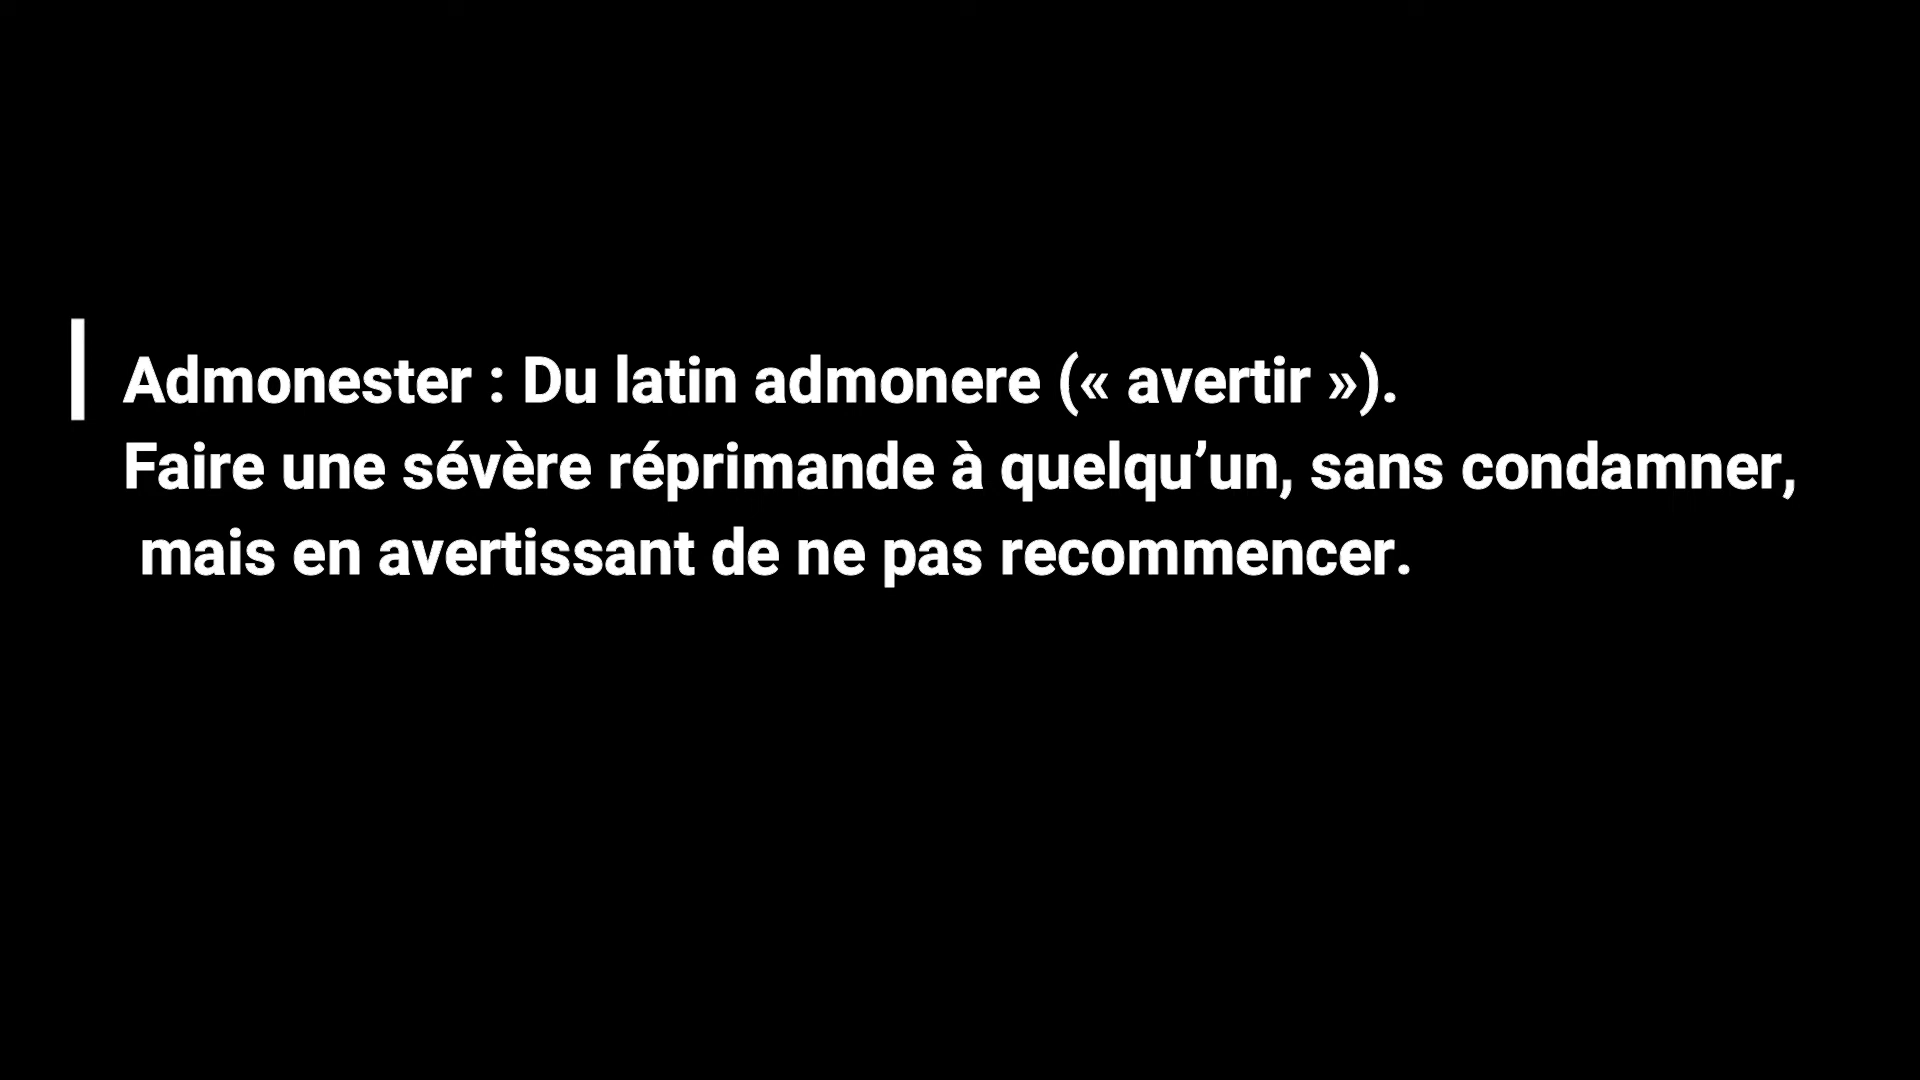 Admonester : Du latin admonere (« avertir »).
Faire une sévère réprimande à quelqu’un, sans condamner,
mais en avertissant de ne pas recommencer.